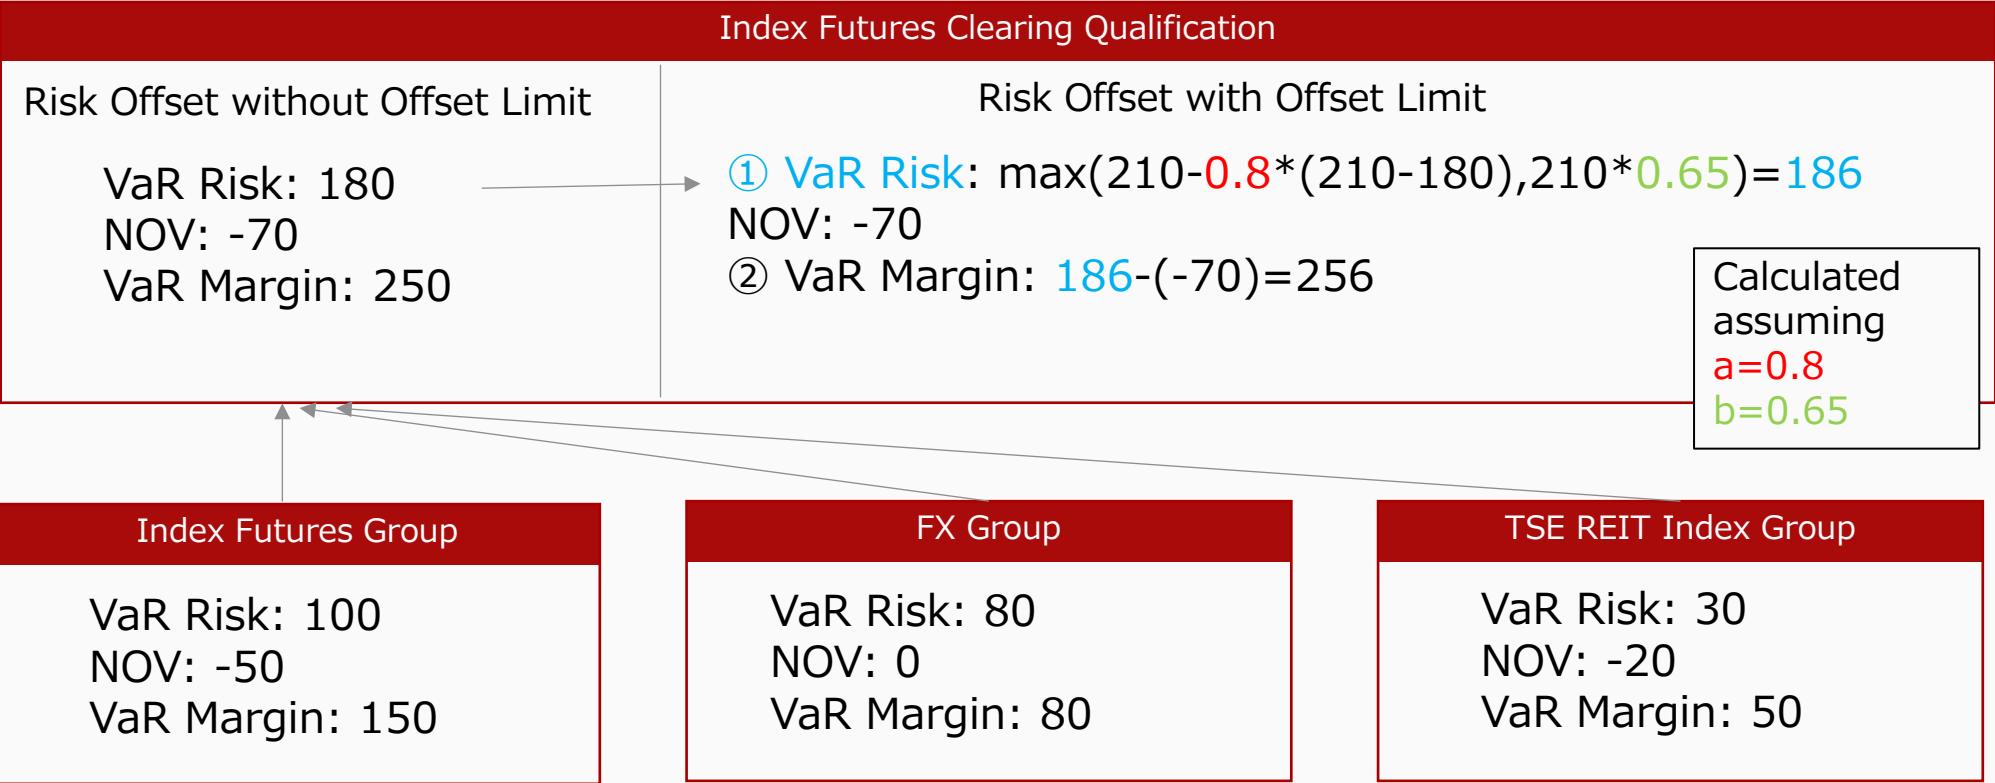 Index Futures Clearing Qualification
Risk Offset without Offset Limit
VaR Risk: 180
NOV: -70
VaR Margin: 250
Risk Offset with Offset Limit
① VaR Risk: max(210-0.8*(210-180),210*0.65)=186
NOV: -70
② VaR Margin: 186-(-70)=256
Calculated
assuming
a=0.8
b=0.65
Index Futures Group
VaR Risk: 100
NOV: -50
VaR Margin: 150
FX Group
VaR Risk: 80
NOV: 0
VaR Margin: 80
TSE REIT Index Group
VaR Risk: 30
NOV: -20
VaR Margin: 50